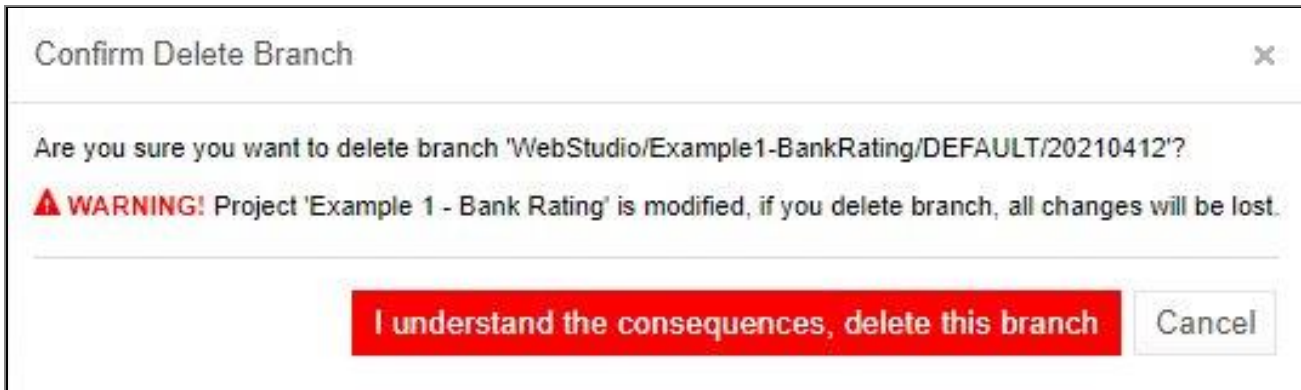 Confirm Delete Branch
Are you sure you want to delete branch 'WebStudio/Example1-BankRating/DEFAULT/20210412'?
WARNING! Project 'Example 1 - Bank Rating' is modified, if you delete branch, all changes will be lost.
I understand the consequences, delete this branch Cancel